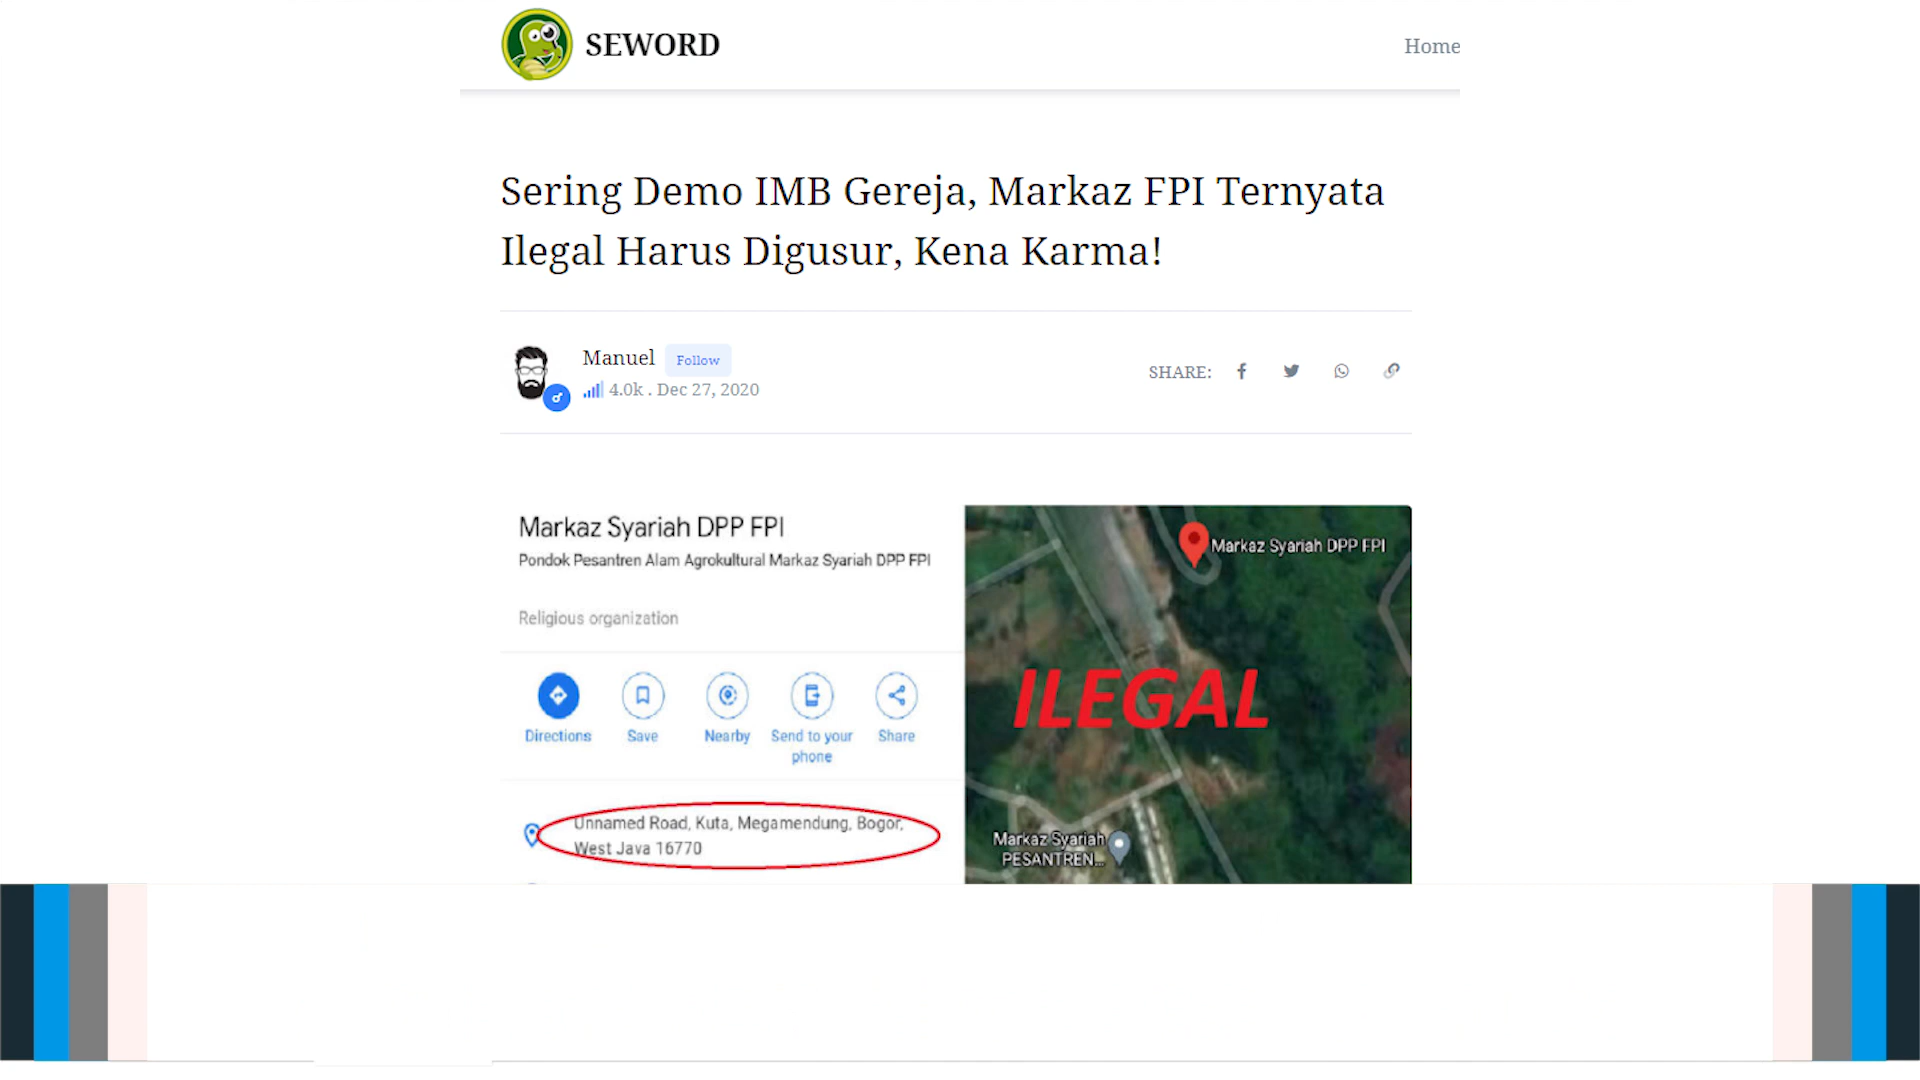 SEWORD
Home
Sering Demo IMB Gereja, Markaz FPI Ternyata
Ilegal Harus Digusur, Kena Karma!
Manuel Follow
4.0k . Dec 27, 2020
SHARE:
Markaz Syariah DPP FPI
Pondok Pesantren Alam Agrokultural Markaz Syariah DPP FPI
Religious organization
Directions
Save
Nearby
Send to your
phone
Share
Unnamed Road, Kuta, Megamendung, Bogor,
West Java 16770
Markaz Syariah DPP FPI
ILEGAL
Markaz Syariah
PESANTREN...